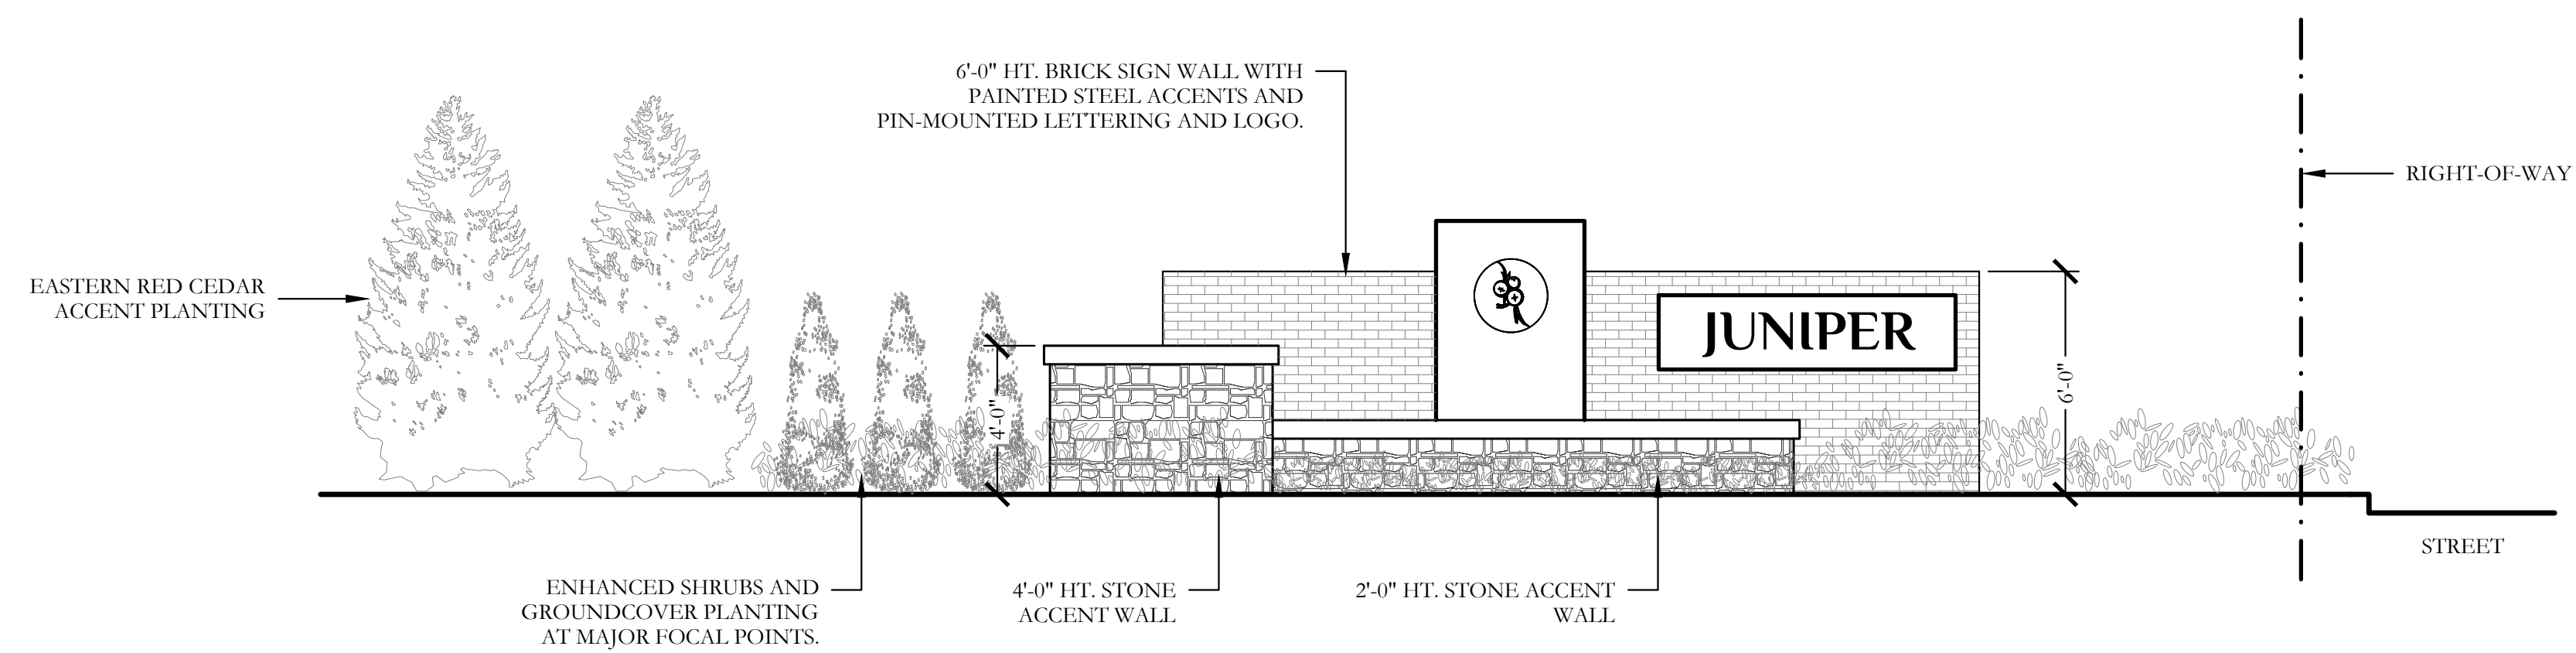 6'-0" HT. BRICK SIGN WALL WITH
PAINTED STEEL ACCENTS AND
PIN-MOUNTED LETTERING AND LOGO.
RIGHT-OF-WAY
EASTERN RED CEDAR
ACCENT PLANTING
JUNIPER
4'-0"
6'-0"
STREET
ENHANCED SHRUBS AND
GROUNDCOVER PLANTING
AT MAJOR FOCAL POINTS.
4'-0" HT. STONE
ACCENT WALL
2'-0" HT. STONE ACCENT
WALL